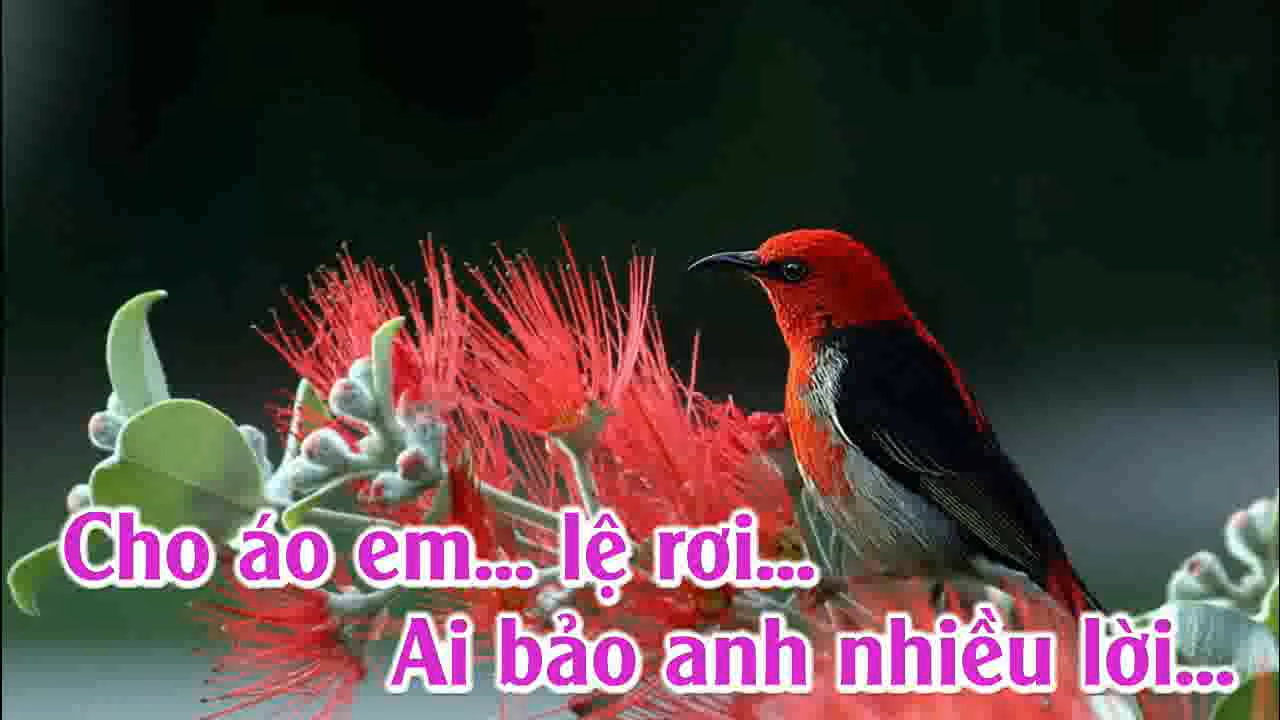 Cho áo em... lệ rơi...
Ai bảo anh nhiều lời...